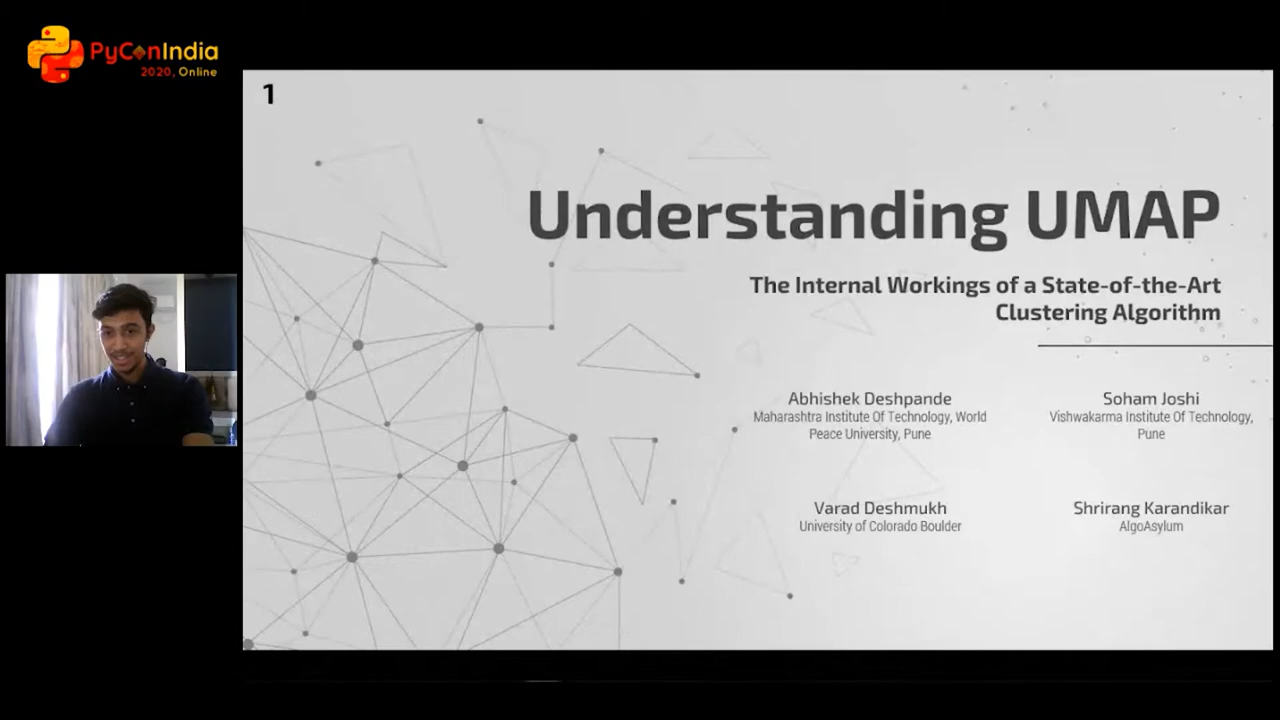 PyConIndia
2020, Online
1
Understanding UMAP
The Internal Workings of a State-of-the-Art
Clustering Algorithm
Abhishek Deshpande
Maharashtra Institute Of Technology, World
Peace University, Pune
Soham Joshi
Vishwakarma Institute Of Technology,
Pune
Varad Deshmukh
University of Colorado Boulder
Shrirang Karandikar
AlgoAsylum